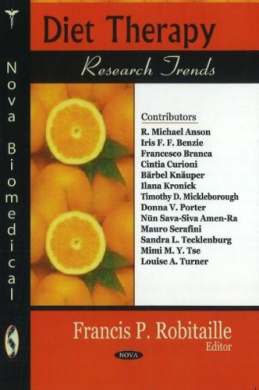 Diet Therapy
Research Trends
Nova Biomedical
Contributors
R. Michael Anson
Iris F. F. Benzie
Francesco Branca
Cintia Curioni
Bärbel Knäuper
Ilana Kronick
Timothy D. Mickleborough
Donna V. Porter
Nūn Sava-Siva Amen-Ra
Mauro Serafini
Sandra L. Tecklenburg
Mimi M. Y. Tse
Louise A. Turner
Francis P. Robitaille
Editor
NOVA